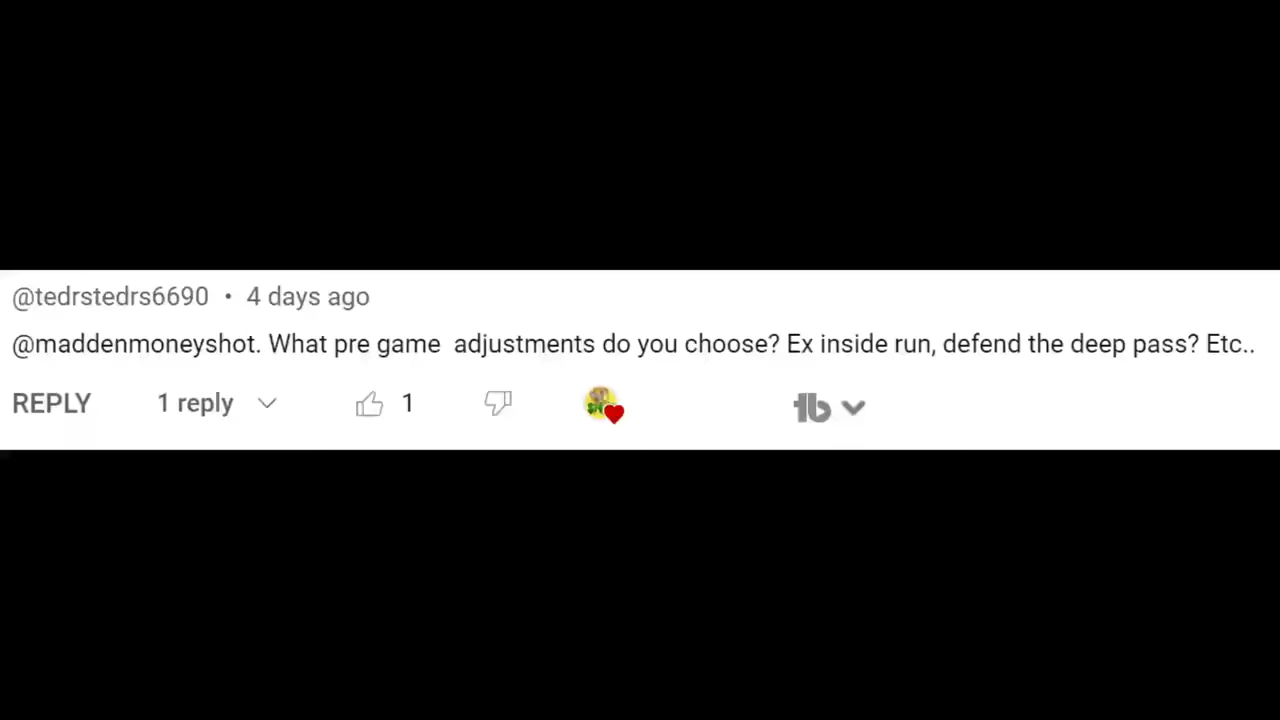 @tedrstedrs6690 • 4 days ago
@maddenmoneyshot. What pre game  adjustments do you choose? Ex inside run, defend the deep pass? Etc..
REPLY 1 reply 1 tb